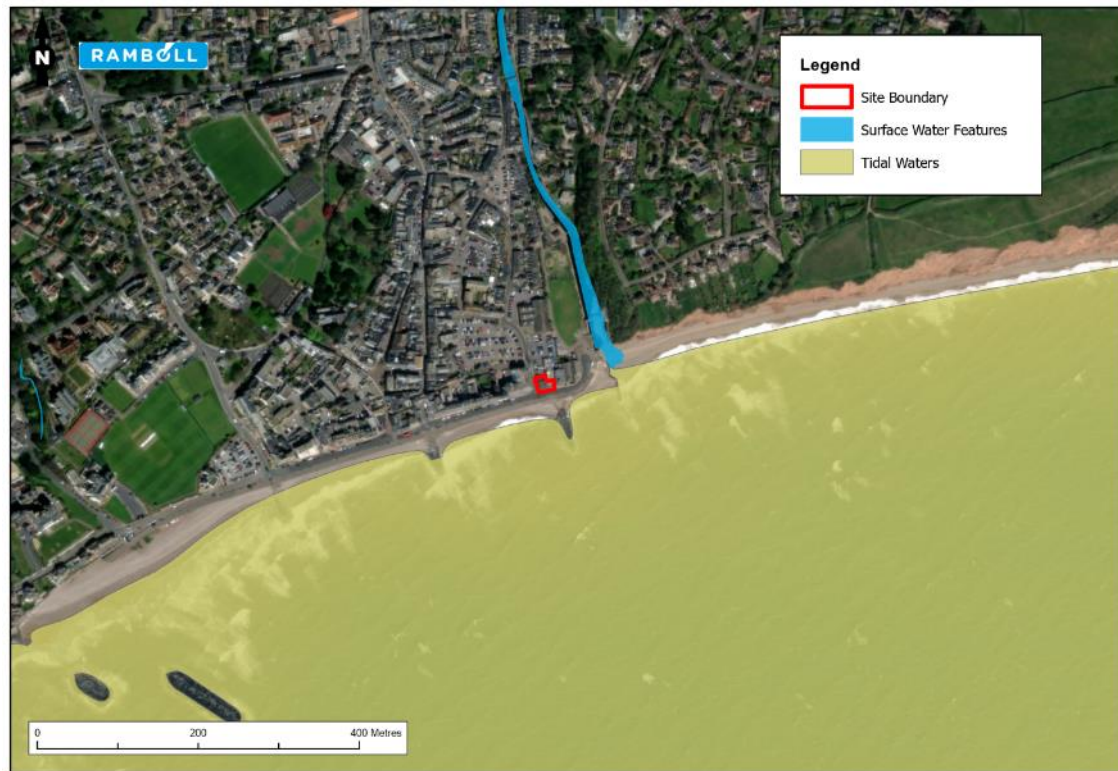 N
RAMBOLL
Legend
Site Boundary
Surface Water Features
Tidal Waters
0 200 400 Metres